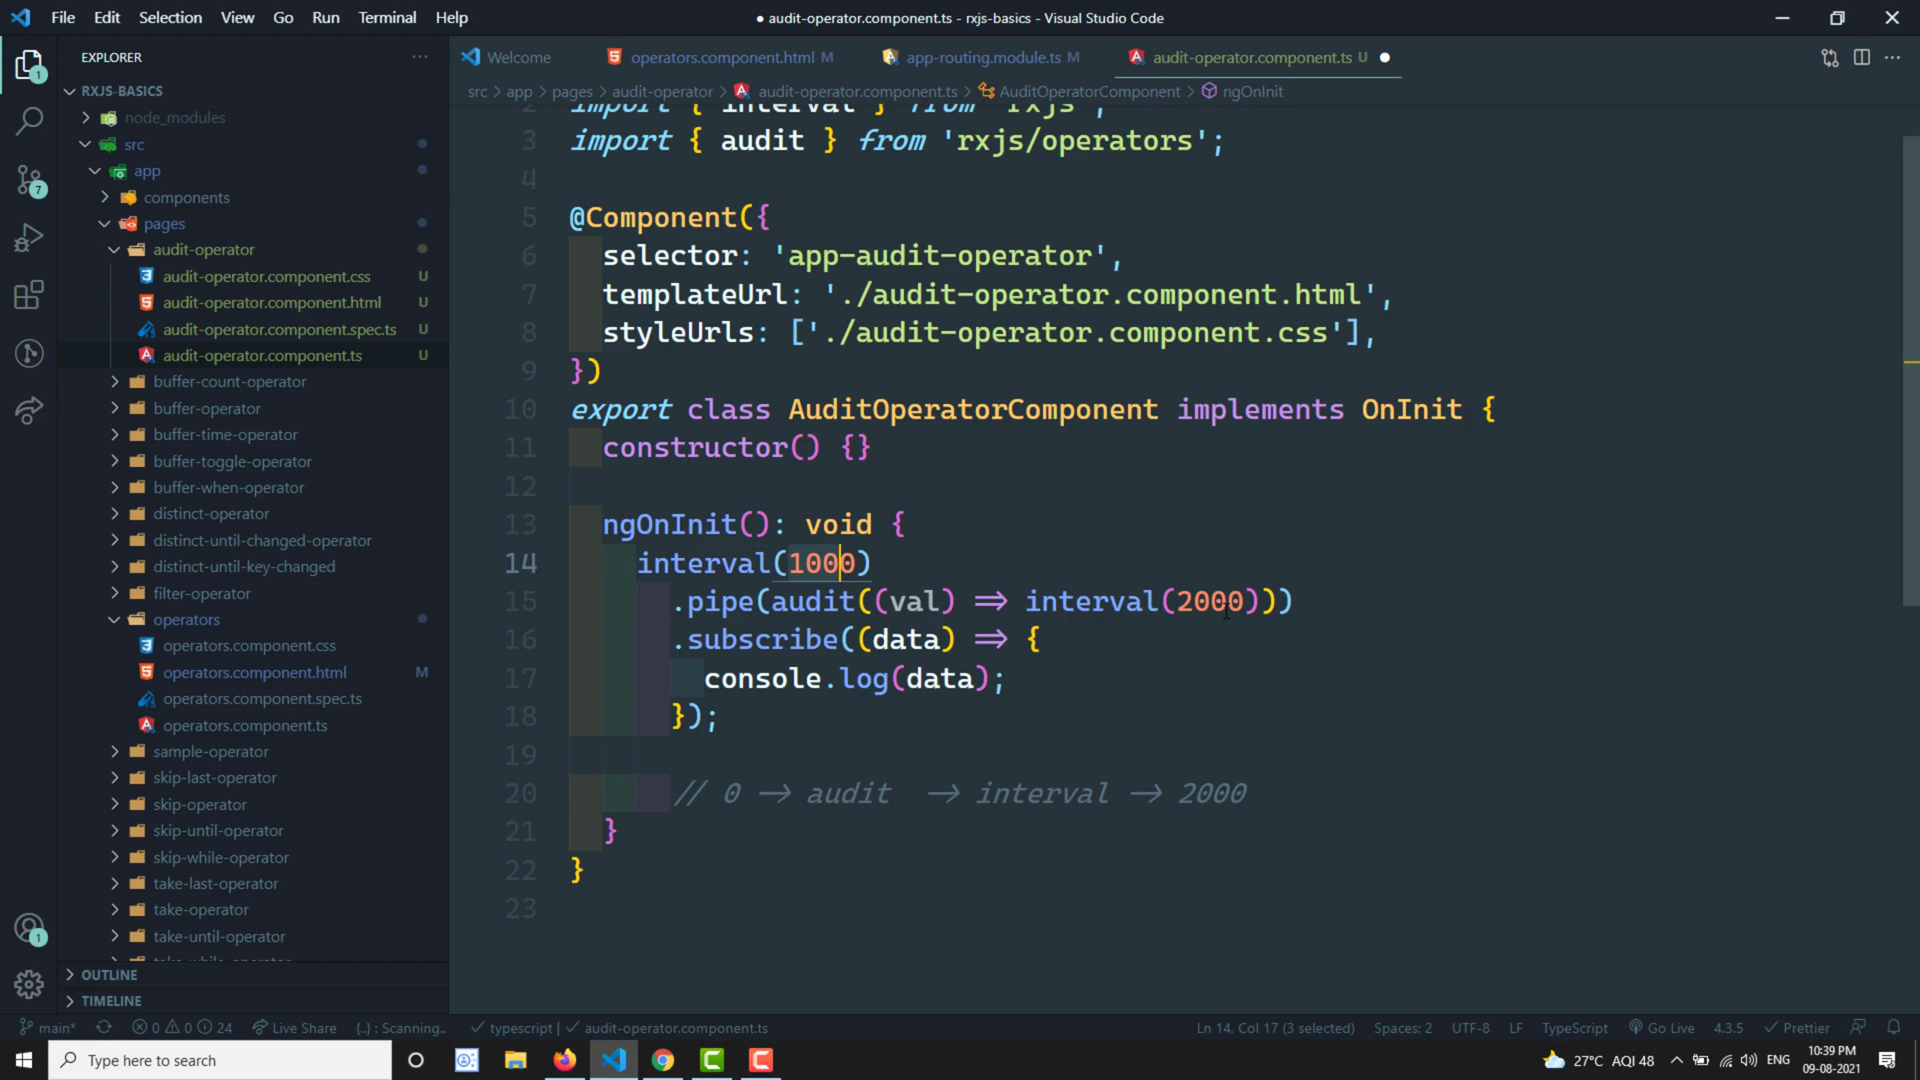 File Edit Selection View Go Run Terminal Help
● audit-operator.component.ts - rxjs-basics - Visual Studio Code
EXPLORER
Welcome
operators.component.html M
app-routing.module.ts M
audit-operator.component.ts U
src > app > pages > audit-operator > audit-operator.component.ts > AuditOperatorComponent > ngOnInit
RXJS-BASICS
node_modules
src
app
components
pages
audit-operator
audit-operator.component.css U
audit-operator.component.html U
audit-operator.component.spec.ts U
audit-operator.component.ts U
buffer-count-operator
buffer-operator
buffer-time-operator
buffer-toggle-operator
buffer-when-operator
distinct-operator
distinct-until-changed-operator
distinct-until-key-changed
filter-operator
operators
operators.component.css
operators.component.html M
operators.component.spec.ts
operators.component.ts
sample-operator
skip-last-operator
skip-operator
skip-until-operator
skip-while-operator
take-last-operator
take-operator
take-until-operator
take-while-operator
OUTLINE
TIMELINE
1
7
1
2 import { interval } from 'rxjs';
3 import { audit } from 'rxjs/operators';
4
5 @Component({
6 selector: 'app-audit-operator',
7 templateUrl: './audit-operator.component.html',
8 styleUrls: ['./audit-operator.component.css'],
9 })
10 export class AuditOperatorComponent implements OnInit {
11 constructor() {}
12
13 ngOnInit(): void {
14 interval(1000)
15 .pipe(audit((val) => interval(2000)))
16 .subscribe((data) => {
17 console.log(data);
18 });
19
20 // 0 -> audit -> interval -> 2000
21 }
22 }
23
main* 0 0 24 Live Share {..} : Scanning.. ✓ typescript | ✓ audit-operator.component.ts
Ln 14, Col 17 (3 selected) Spaces: 2 UTF-8 LF TypeScript Go Live 4.3.5 ✓ Prettier
Type here to search
27°C AQI 48 ENG
10:39 PM
09-08-2021